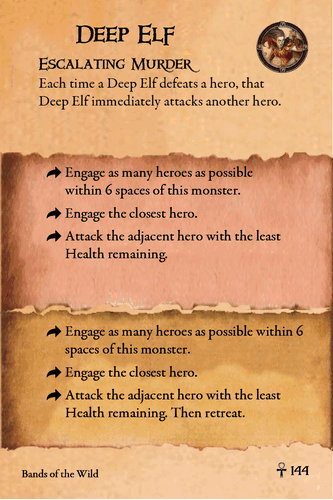 Deep Elf
Escalating Murder
Each time a Deep Elf defeats a hero, that
Deep Elf immediately attacks another hero.
Engage as many heroes as possible
within 6 spaces of this monster.
Engage the closest hero.
Attack the adjacent hero with the least
Health remaining.
Engage as many heroes as possible within 6
spaces of this monster.
Engage the closest hero.
Attack the adjacent hero with the least
Health remaining. Then retreat.
Bands of the Wild
144